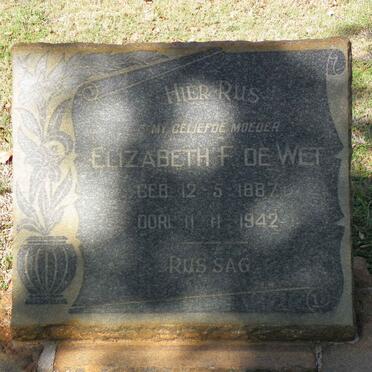 HIER RUS
MY GELIEFDE MOEDER
ELIZABETH F. DE WET
GEB. 12-5-1887
OORL. 11-11-1942
RUS SAG